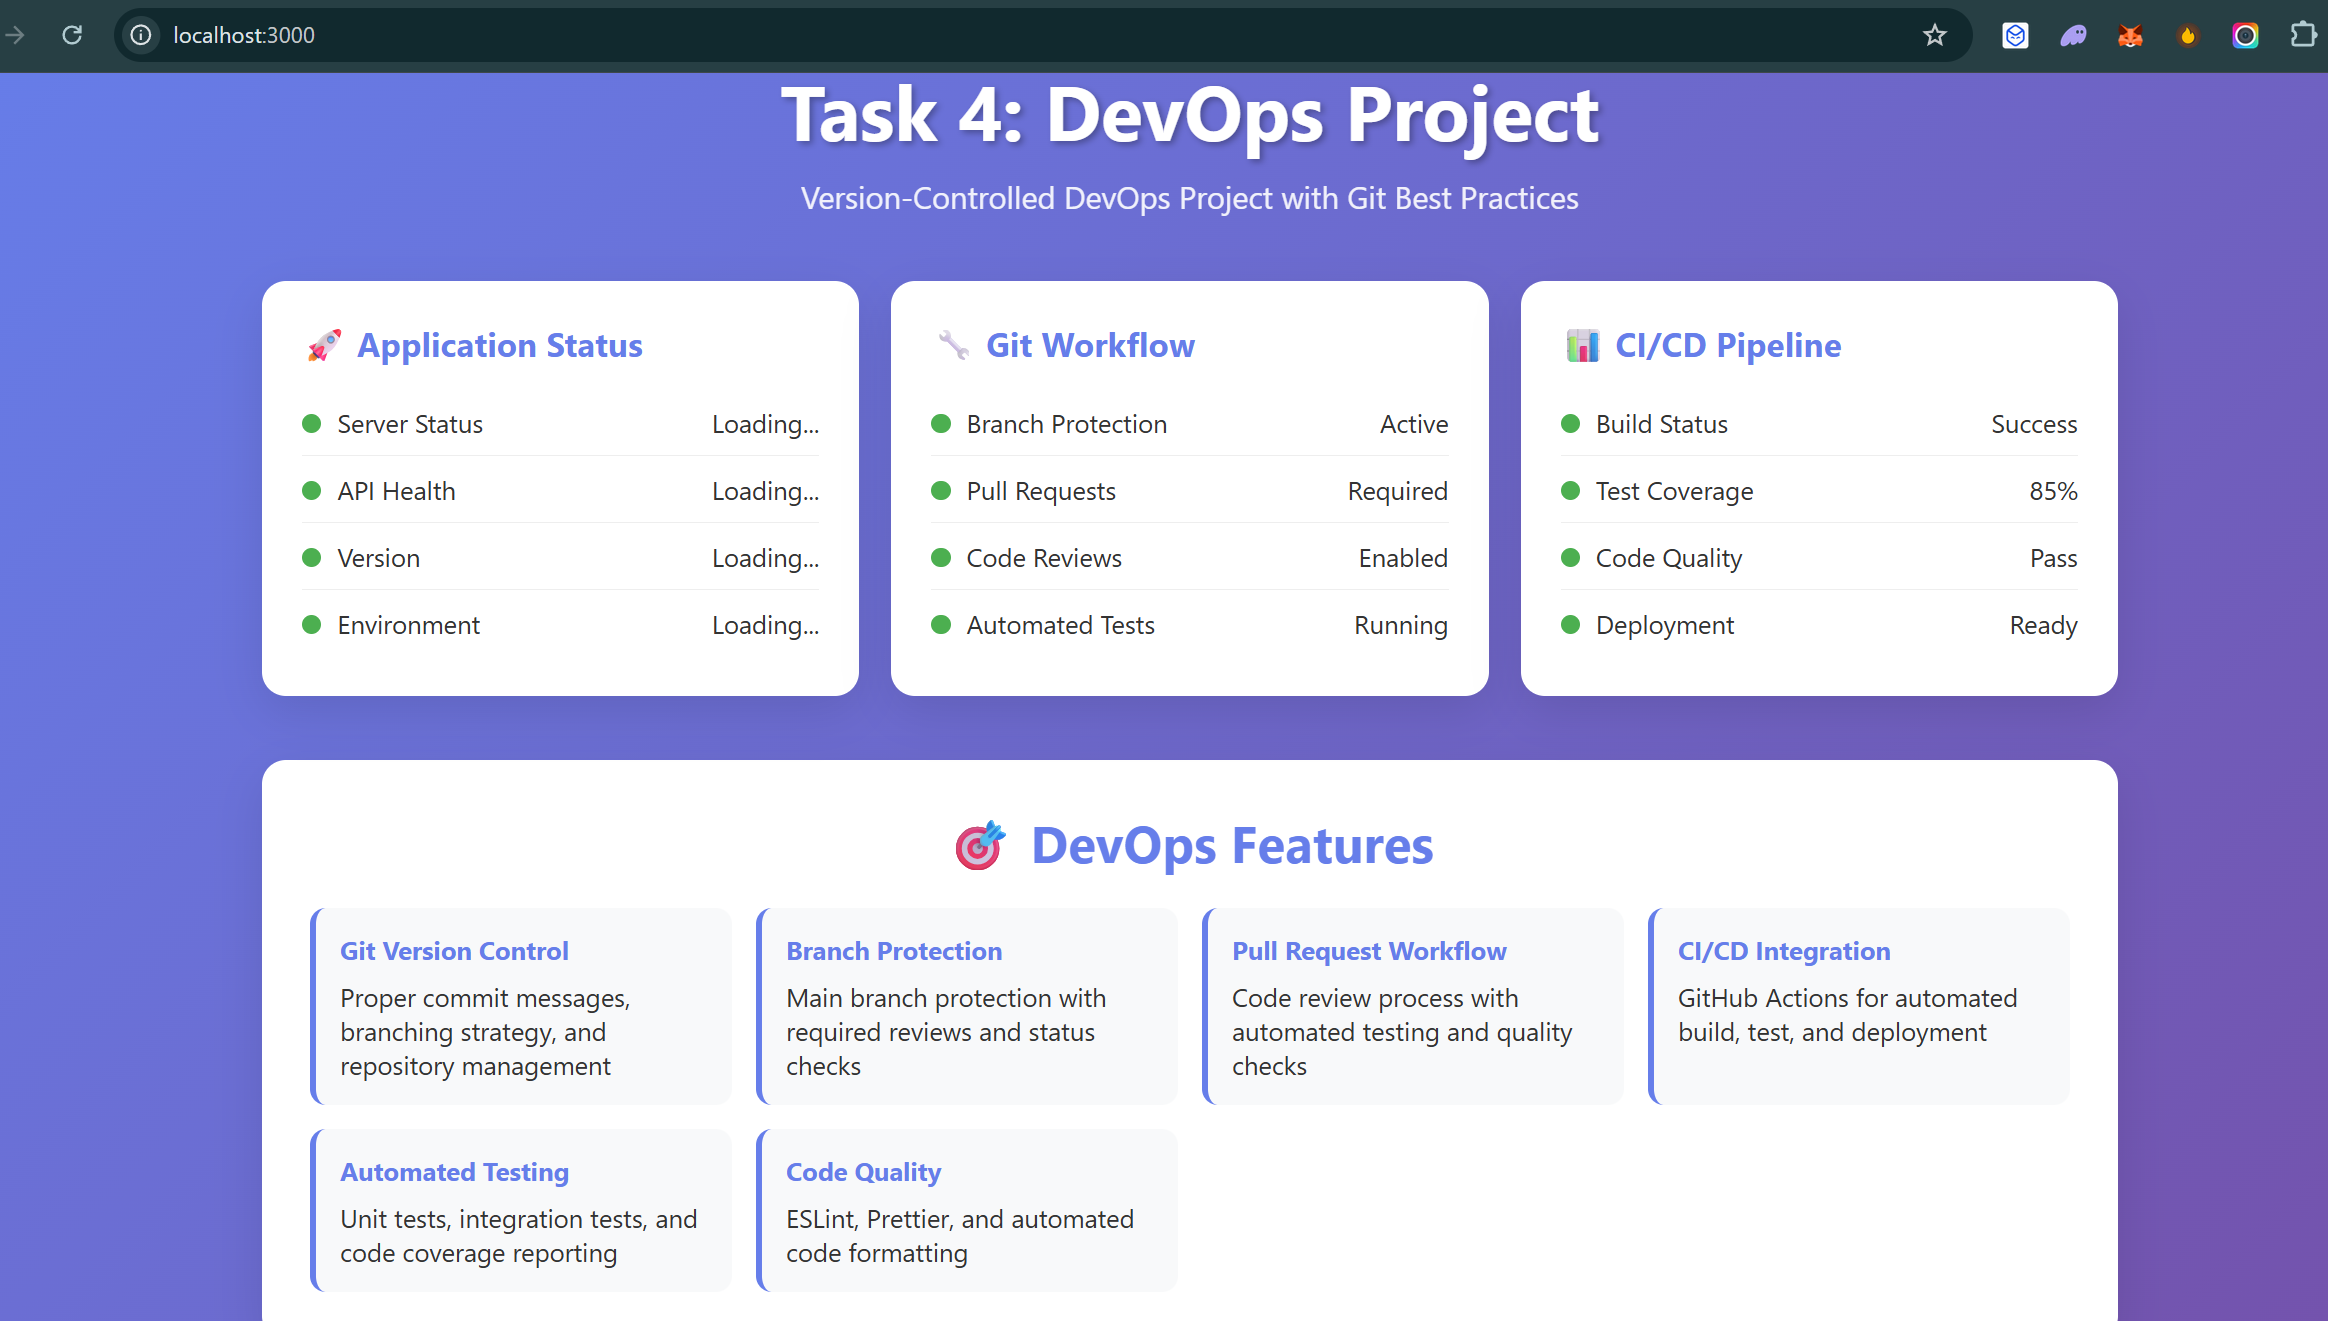 localhost:3000
Task 4: DevOps Project
Version-Controlled DevOps Project with Git Best Practices
Application Status
Server Status Loading...
API Health Loading...
Version Loading...
Environment Loading...
Git Workflow
Branch Protection Active
Pull Requests Required
Code Reviews Enabled
Automated Tests Running
CI/CD Pipeline
Build Status Success
Test Coverage 85%
Code Quality Pass
Deployment Ready
DevOps Features
Git Version Control
Proper commit messages,
branching strategy, and
repository management
Branch Protection
Main branch protection with
required reviews and status
checks
Pull Request Workflow
Code review process with
automated testing and quality
checks
CI/CD Integration
GitHub Actions for automated
build, test, and deployment
Automated Testing
Unit tests, integration tests, and
code coverage reporting
Code Quality
ESLint, Prettier, and automated
code formatting